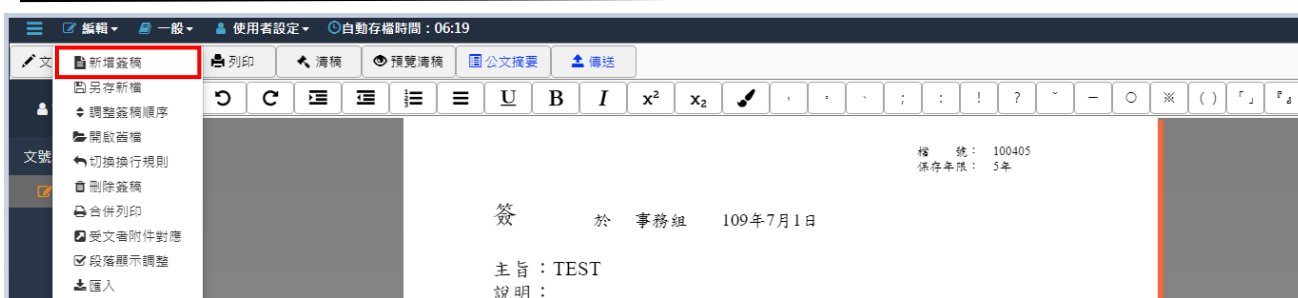 編輯 一般 使用者設定 自動存檔時間：06:19
文 列印 清稿 預覽清稿 公文摘要 傳送
新增簽稿
另存新檔
調整簽稿順序
開啟舊檔
切換換行規則
刪除簽稿
合併列印
受文者附件對應
段落顯示調整
匯入
U B I x² x₂ ， 。 、 ； ： ！ ？ ˇ － ○ ※ ( ) 「」 『』
文號
檔 號： 100405
保存年限： 5年
簽 於 事務組 109年7月1日
主旨：TEST
說明：